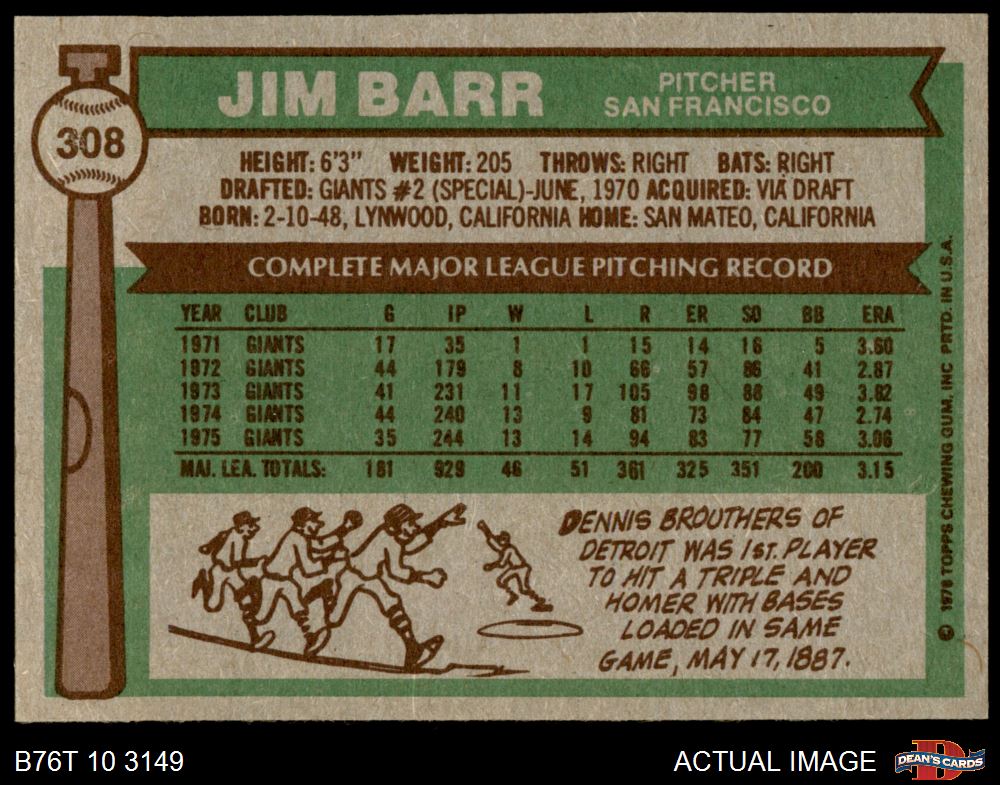 308
JIM BARR
PITCHER
SAN FRANCISCO
HEIGHT: 6'3" WEIGHT: 205 THROWS: RIGHT BATS: RIGHT
DRAFTED: GIANTS #2 (SPECIAL)-JUNE, 1970 ACQUIRED: VIA DRAFT
BORN: 2-10-48, LYNWOOD, CALIFORNIA HOME: SAN MATEO, CALIFORNIA
COMPLETE MAJOR LEAGUE PITCHING RECORD
YEAR CLUB G IP W L R ER SO BB ERA
1971 GIANTS 17 35 1 1 15 14 16 5 3.60
1972 GIANTS 44 179 8 10 66 57 86 41 2.87
1973 GIANTS 41 231 11 17 105 98 88 49 3.82
1974 GIANTS 44 240 13 9 81 73 84 47 2.74
1975 GIANTS 35 244 13 14 94 83 77 58 3.06
MAJ. LEA. TOTALS: 181 929 46 51 361 325 351 200 3.15
DENNIS BROUTHERS OF
DETROIT WAS 1ST. PLAYER
TO HIT A TRIPLE AND
HOMER WITH BASES
LOADED IN SAME
GAME, MAY 17, 1887.
© 1976 TOPPS CHEWING GUM, INC PRTD. IN U.S.A.
B76T 10 3149
ACTUAL IMAGE
D
DEAN'S CARDS